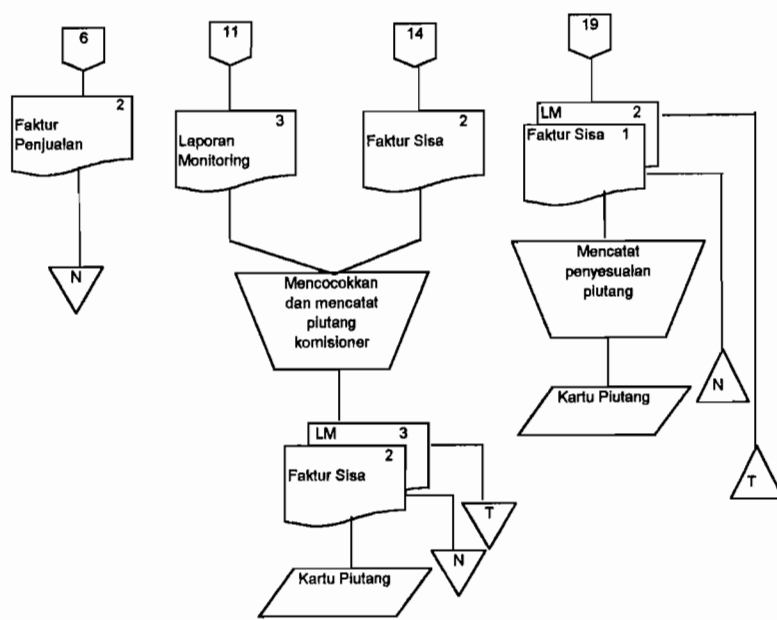 6
2
Faktur
Penjualan
N
11
3
Laporan
Monitoring
14
2
Faktur Sisa
Mencocokkan
dan mencatat
piutang
komisioner
LM 3
2
Faktur Sisa
T
N
Kartu Piutang
19
LM 2
Faktur Sisa 1
Mencatat
penyesuaian
piutang
Kartu Piutang
N
T